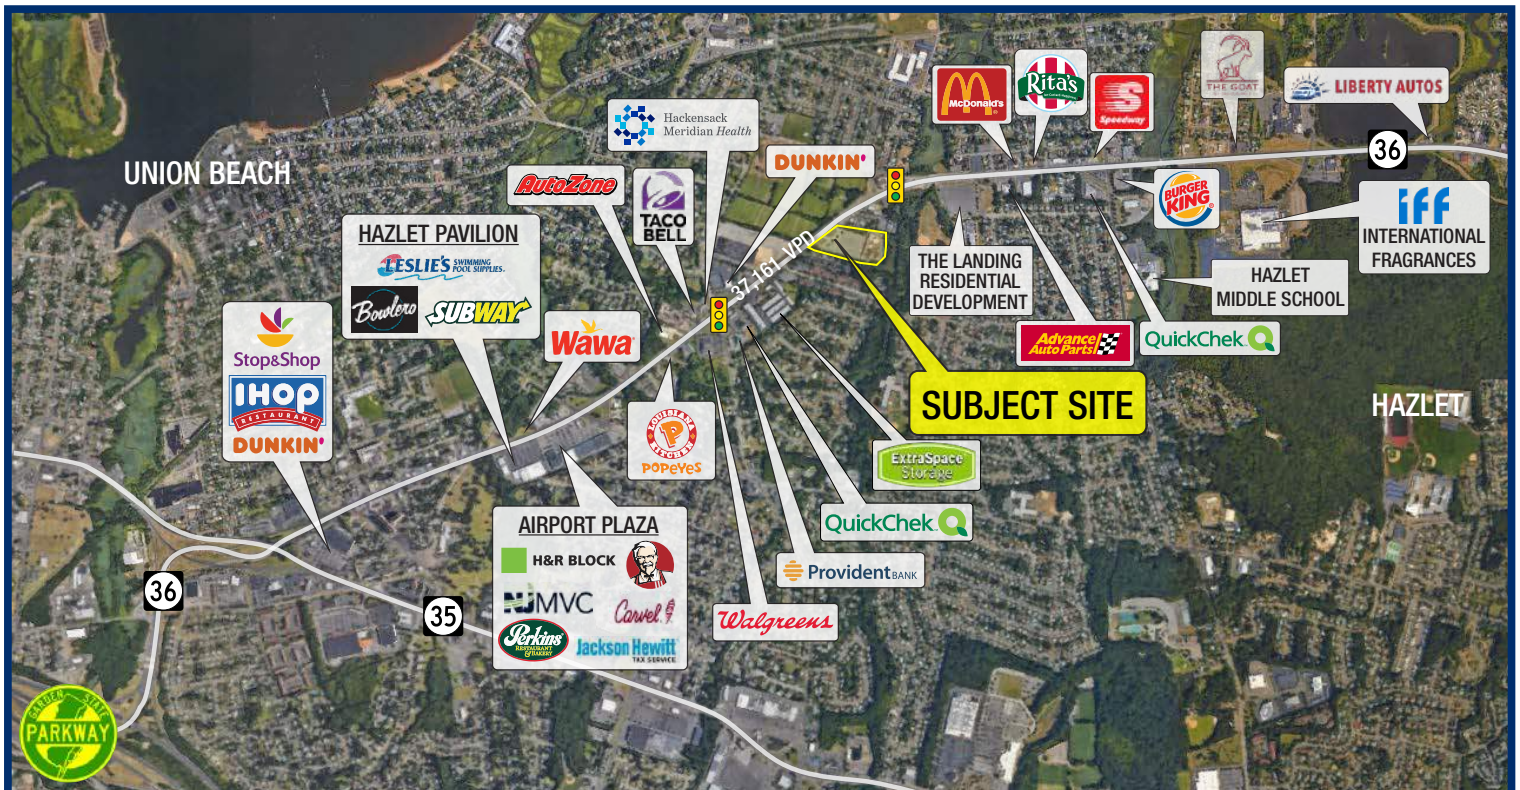 UNION BEACH
HAZLET PAVILION
LESLIE'S SWIMMING
POOL SUPPLIES
Bowlero
SUBWAY
Stop&Shop
IHOP
RESTAURANT
DUNKIN'
AutoZone
TACO
BELL
Hackensack
Meridian Health
DUNKIN'
Wawa
LOUISIANA
KITCHEN
POPEYES
37,161 VPD
McDonald's
Rita's
Speedway
THE GOAT
LIBERTY AUTOS
36
BURGER
KING
iff
INTERNATIONAL
FRAGRANCES
THE LANDING
RESIDENTIAL
DEVELOPMENT
HAZLET
MIDDLE SCHOOL
Advance
Auto Parts
QuickChek
SUBJECT SITE
HAZLET
ExtraSpace
Storage
QuickChek
Provident BANK
Walgreens
AIRPORT PLAZA
H&R BLOCK
NJMVC
Carvel
Perkins
RESTAURANT
& BAKERY
Jackson Hewitt
TAX SERVICE
36
35
GARDEN STATE
PARKWAY